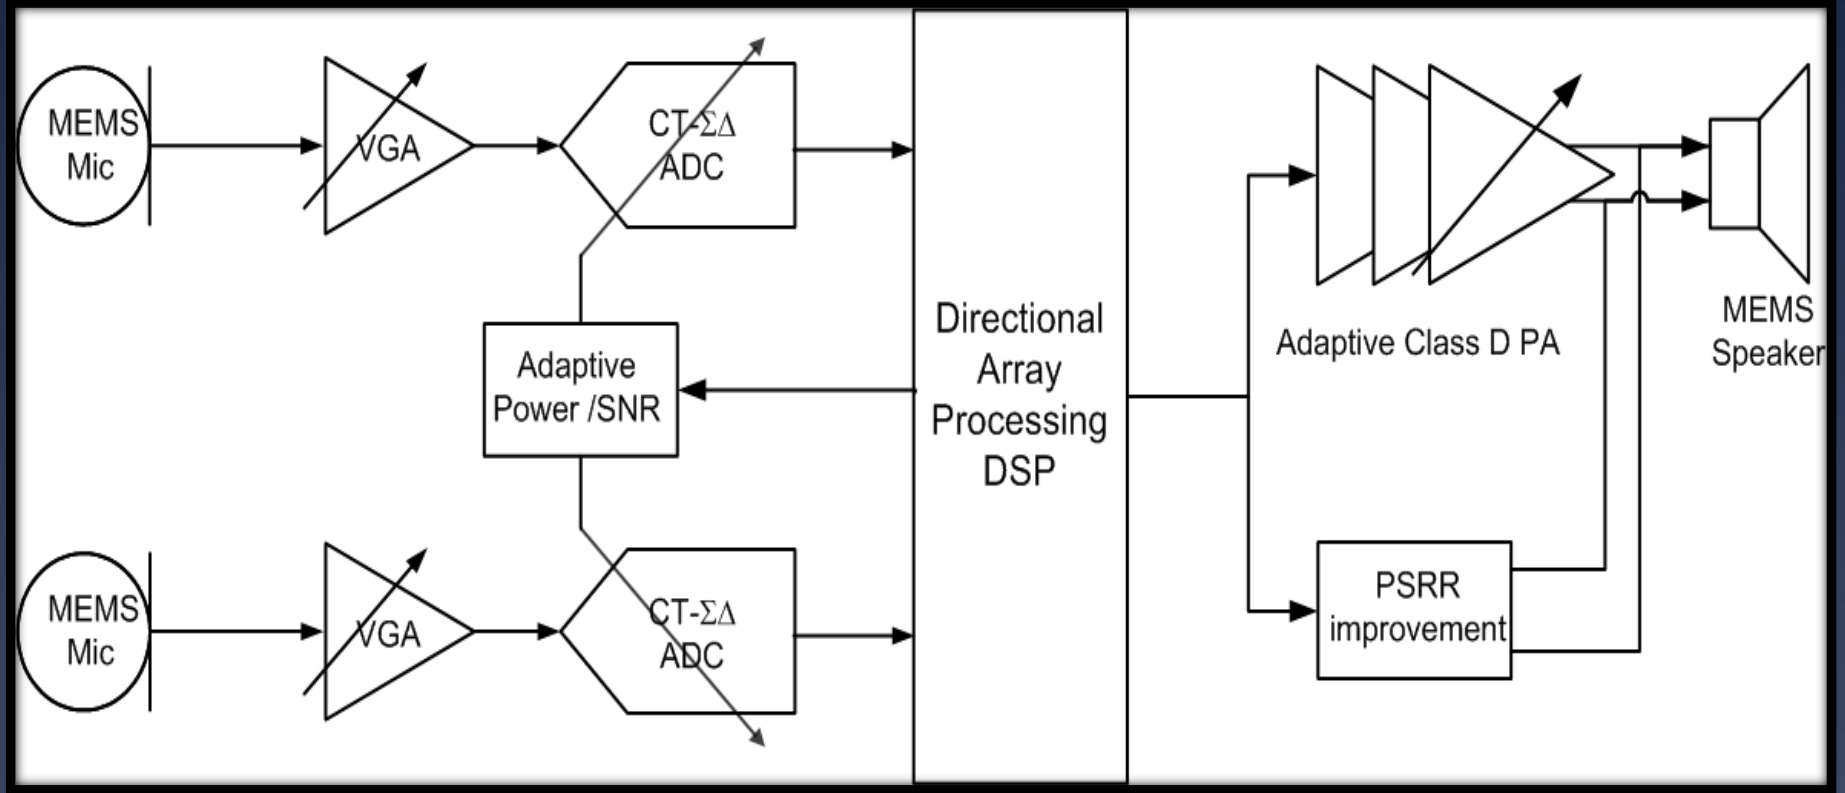 MEMS
Mic
VGA
CT-ΣΔ
ADC
Adaptive
Power /SNR
MEMS
Mic
VGA
CT-ΣΔ
ADC
Directional
Array
Processing
DSP
Adaptive Class D PA
MEMS
Speaker
PSRR
improvement